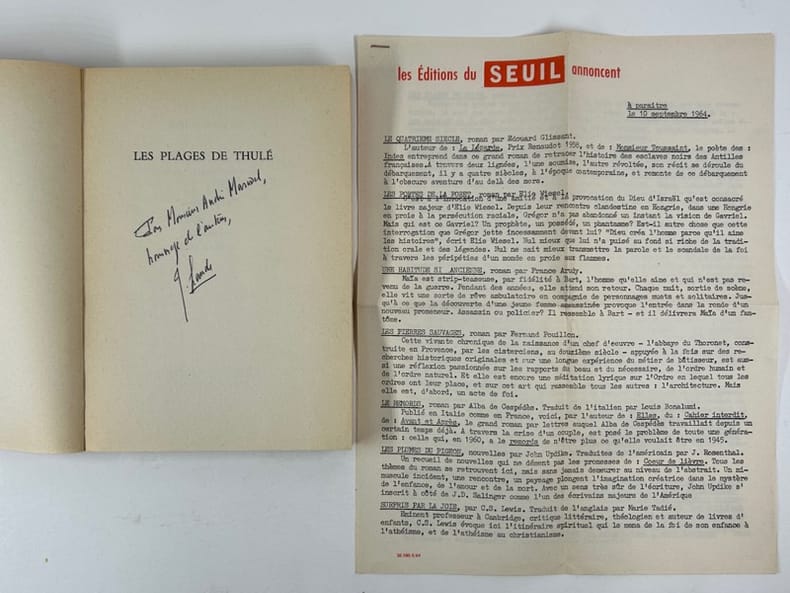 LES PLAGES DE THULÉ
Pour Monsieur André
hommage de l'auteur,
les Éditions du SEUIL annoncent
A paraitre
le 10 septembre 1964.
LE QUATRIEME SIECLE, roman par Edouard Glissant.
L'auteur de : La Lézarde, Prix Renaudot 1958, et de : Monsieur Toussaint, le poète des :
Indes entreprend dans ce grand roman de retracer l'histoire des esclaves noirs des Antilles
françaises. A travers deux lignées, l'une soumise, l'autre révoltée, son récit se déroule du
débarquement, il y a quatre siècles, à l'époque contemporaine, et remonte de ce débarquement
à l'obscure aventure d'au delà des mers.
LES PORTES DE LA FORET, roman par Elie Wiesel.
C'est à l'invocation d'une amitié et à la provocation du Dieu d'Israël qu'est consacré
le livre majeur d'Elie Wiesel. Depuis leur rencontre clandestine en Hongrie, dans une Hongrie
en proie à la persécution raciale, Grégor n'a pas abandonné un instant la vision de Gavriel.
Mais qui est ce Gavriel? Un prophète, un possédé, un phantasme? Est-il autre chose que cette
interrogation que Grégor jette incessamment devant lui? "Dieu créa l'homme parce qu'il aime
les histoires", écrit Elie Wiesel. Nul mieux que lui n'a puisé au fond si riche de la tradi-
tion orale et des légendes. Nul ne sait mieux transmettre la parole et le scandale de la foi
à travers les péripéties d'un monde en proie aux flammes.
UNE HABITUDE SI ANCIENNE, roman par France Aruly.
Maïa est strip-teaseuse, par fidélité à Bart, l'homme qu'elle aime et qui n'est pas re-
venu de la guerre. Pendant des années, elle attend son retour. Chaque nuit, sortie de scène,
elle vit une sorte de rêve ambulatoire en compagnie de personnages muets et solitaires. Jus-
qu'à ce que la découverte d'une jeune femme assassinée provoque l'entrée dans la ronde d'un
nouveau promeneur. Assassin ou policier? Il ressemble à Bart - et il délivrera Maïa d'un fan-
tôme.
LES PIERRES SAUVAGES, roman par Fernand Pouillon.
Cette vivante chronique de la naissance d'un chef d'oeuvre - l'abbaye du Thoronet, con-
struite en Provence, par les cisterciens, au douzième siècle - appuyée à la fois sur des re-
cherches historiques originales et sur une longue expérience du métier de bâtisseur, est aus-
si une réflexion passionnée sur les rapports du beau et du nécessaire, de l'ordre humain et
de l'ordre naturel. Et elle est encore une méditation lyrique sur l'Ordre en lequel tous les
ordres ont leur place, et sur cet art qui rassemble tous les autres : l'architecture. Mais
elle est, d'abord, un acte de foi.
LE REMORDS, roman par Alba de Cespédès. Traduit de l'italien par Louis Bonalumi.
Publié en Italie comme en France, voici, par l'auteur de : Elles, du : Cahier interdit,
de : Avant et Après, le grand roman par lettres auquel Alba de Cespédès travaillait depuis un
certain temps déjà. A travers la crise d'un couple, est posé le problème de toute une généra-
tion : celle qui, en 1960, a le remords de n'être plus ce qu'elle voulait être en 1945.
LES PLUMES DU PIGEON, nouvelles par John Updike. Traduites de l'américain par J. Rosenthal.
Un recueil de nouvelles qui ne dément pas les promesses de : Coeur de lièvre. Tous les
thèmes du roman se retrouvent ici, mais sans jamais demeurer au niveau de l'abstrait. Un mi-
nuscule incident, une rencontre, un paysage plongent l'imagination créatrice dans le mystère
de l'enfance, de l'amour et de la mort. Avec un sens très sûr de l'écriture, John Updike s'
inscrit à côté de J.D. Salinger comme l'un des écrivains majeurs de l'Amérique
SURPRIS PAR LA JOIE, par C.S. Lewis. Traduit de l'anglais par Marie Tadié.
Eminent professeur à Cambridge, critique littéraire, théologien et auteur de livres d'
enfants, C.S. Lewis évoque ici l'itinéraire spirituel qui le mena de la foi de son enfance à
l'athéisme, et de l'athéisme au christianisme.